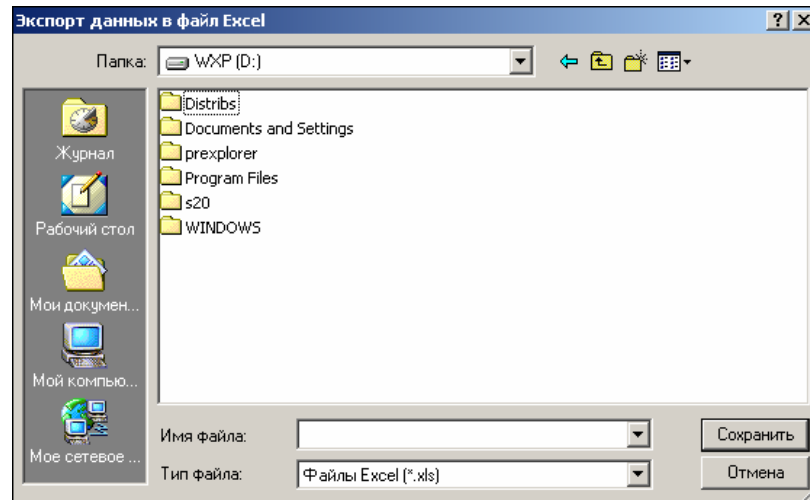 Экспорт данных в файл Excel
Папка: WXP (D:)
Distribs
Documents and Settings
prexplorer
Program Files
s20
WINDOWS
Журнал
Рабочий стол
Мои докумен...
Мой компью...
Мое сетевое ...
Имя файла:
Сохранить
Тип файла: Файлы Excel (*.xls)
Отмена